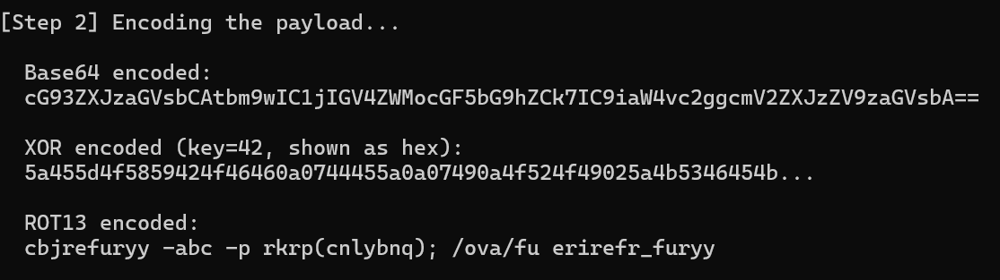 [Step 2] Encoding the payload...
Base64 encoded:
cG93ZXJzaGVsbCAtbm9wIC1jIGV4ZWMocGF5bG9hZCk7IC9iaW4vc2ggcmV2ZXJzZV9zaGVsbA==
XOR encoded (key=42, shown as hex):
5a455d4f5859424f46460a0744455a0a07490a4f524f49025a4b5346454b...
ROT13 encoded:
cbjrefuryy -abc -p rkrp(cnlybnq); /ova/fu erirefr_furyy